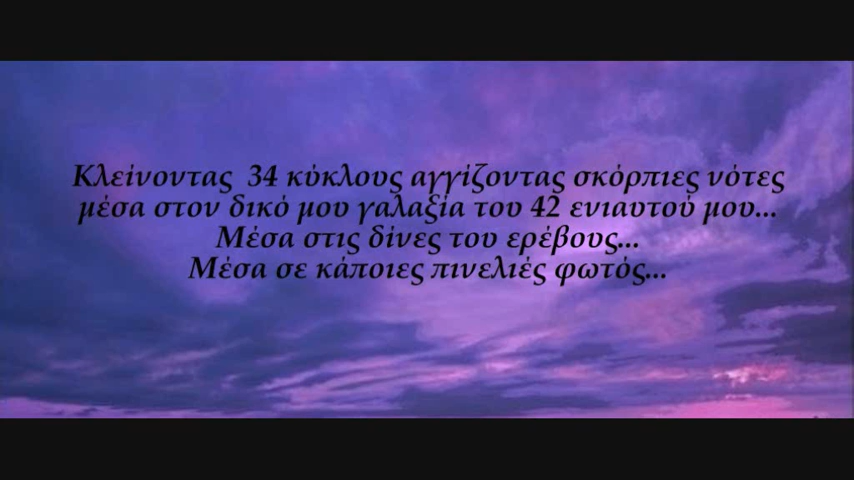 Κλείνοντας 34 κύκλους αγγίζοντας σκόρπιες νότες
μέσα στον δικό μου γαλαξία του 42 ενιαυτού μου...
Μέσα στις δίνες του ερέβους...
Μέσα σε κάποιες πινελιές φωτός...